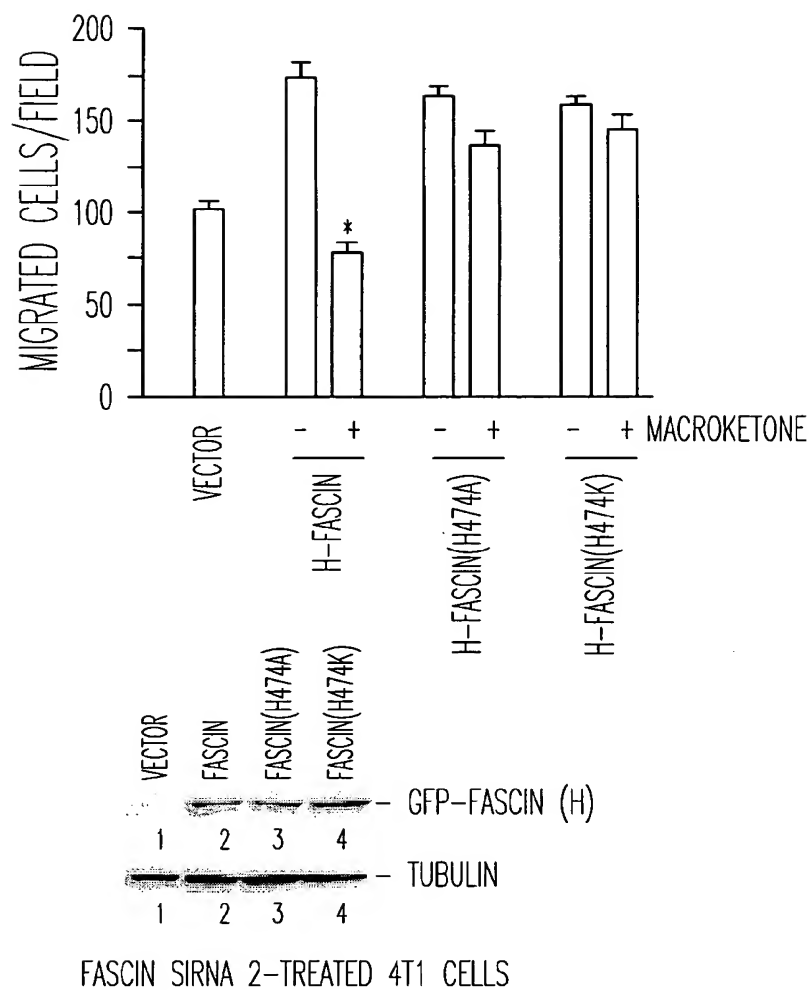 200
150
100
50
0
MIGRATED CELLS/FIELD
*
- + - + - + MACROKETONE
VECTOR
H-FASCIN
H-FASCIN(H474A)
H-FASCIN(H474K)
VECTOR
FASCIN
FASCIN(H474A)
FASCIN(H474K)
- GFP-FASCIN (H)
1 2 3 4
- TUBULIN
1 2 3 4
FASCIN SIRNA 2-TREATED 4T1 CELLS